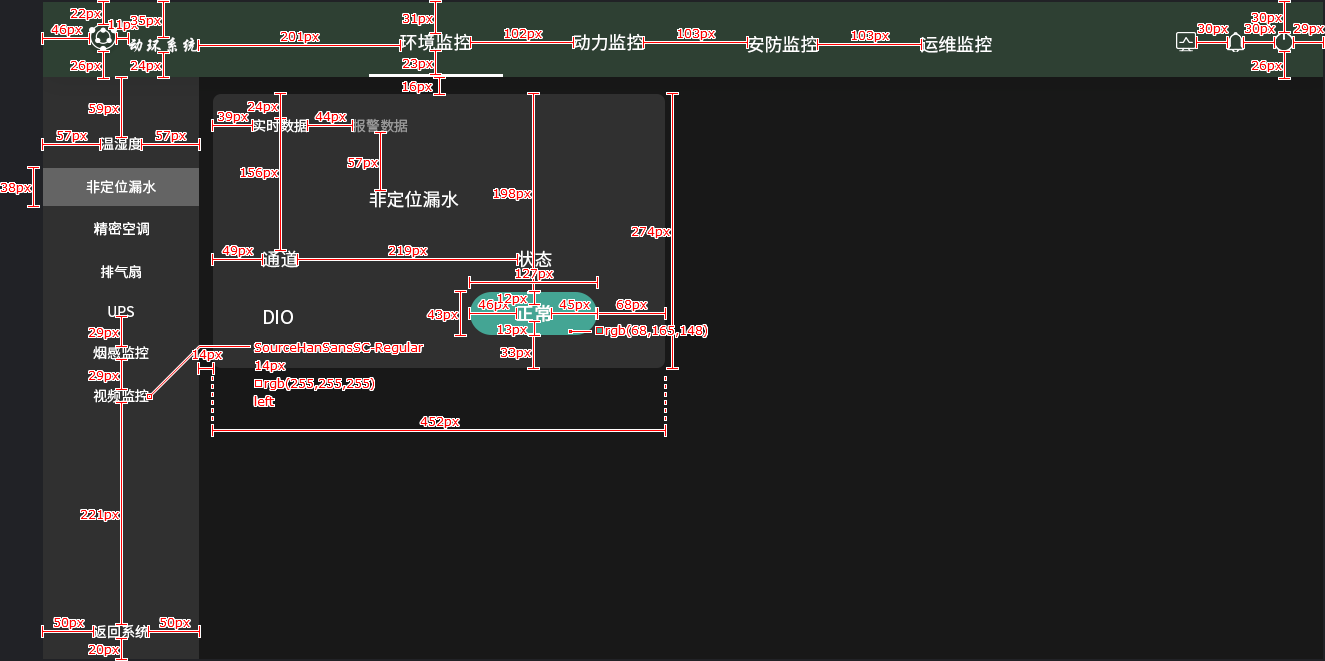 22px
35px
31px
30px
46px
11px
动环系统
201px
环境监控
102px
动力监控
103px
安防监控
103px
运维监控
30px
30px
29px
26px
24px
23px
26px
16px
59px
24px
39px
实时数据
44px
报警数据
57px
温湿度
57px
57px
156px
38px
非定位漏水
198px
非定位漏水
精密空调
274px
49px
通道
219px
状态
排气扇
127px
12px
46px
正常
45px
68px
UPS
43px
DIO
13px
rgb(68,165,148)
29px
烟感监控
14px
SourceHanSansSC-Regular
33px
14px
29px
rgb(255,255,255)
视频监控
left
452px
221px
50px
返回系统
50px
20px